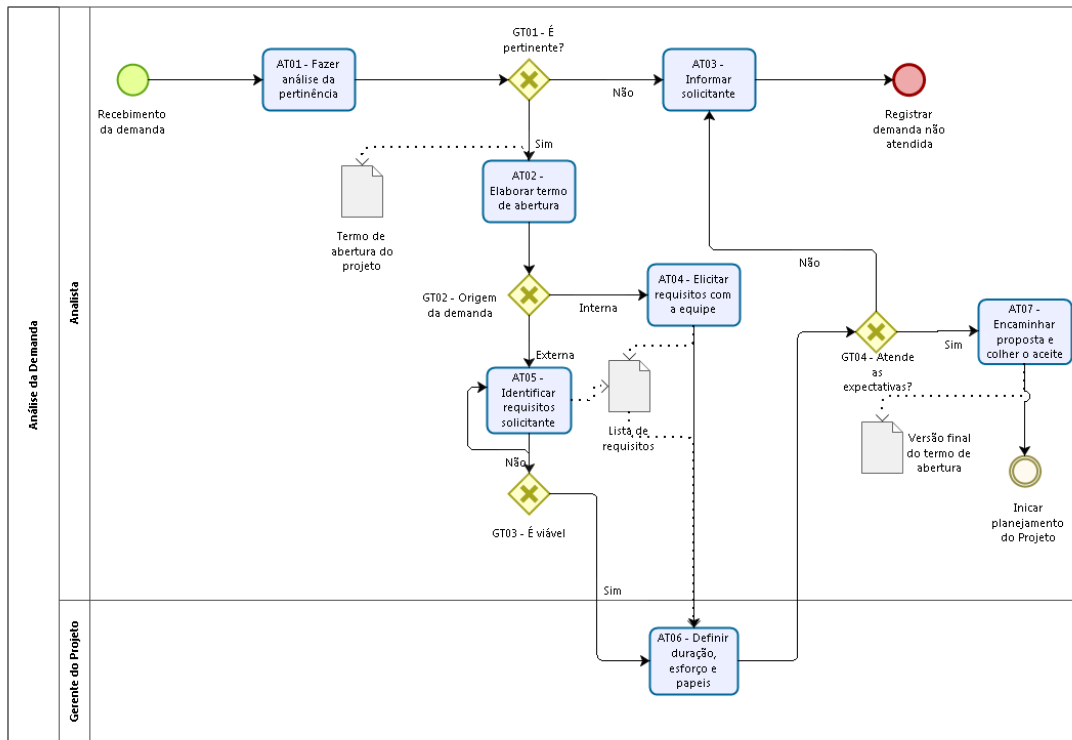 Análise da Demanda
Analista
Gerente do Projeto
Recebimento
da demanda
AT01 - Fazer
análise da
pertinência
GT01 - É
pertinente?
Não
Sim
AT03 -
Informar
solicitante
Registrar
demanda não
atendida
AT02 -
Elaborar termo
de abertura
Termo de
abertura do
projeto
GT02 - Origem
da demanda
Interna
Externa
AT04 - Elicitar
requisitos com
a equipe
AT05 -
Identificar
requisitos
solicitante
Lista de
requisitos
Não
GT03 - É viável
Sim
AT06 - Definir
duração,
esforço e
papeis
Não
GT04 - Atende
as
expectativas?
Sim
AT07 -
Encaminhar
proposta e
colher o aceite
Versão final
do termo de
abertura
Inicar
planejamento
do Projeto